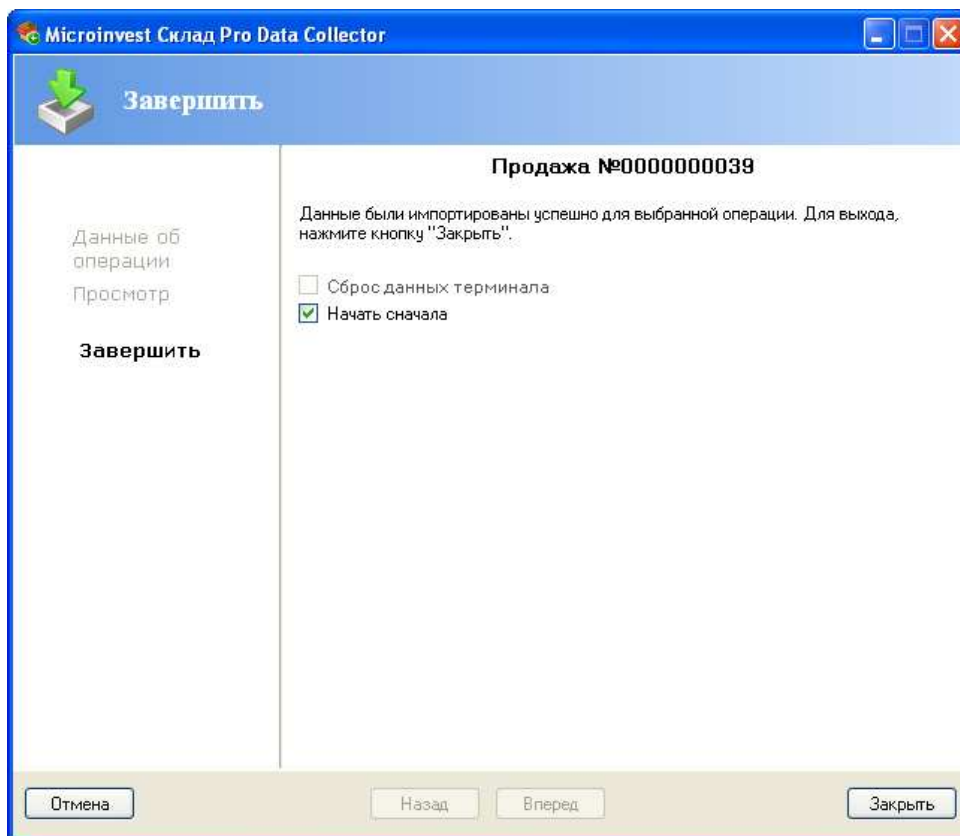 Microinvest Склад Pro Data Collector
Завершить
Продажа №0000000039
Данные были импортированы успешно для выбранной операции. Для выхода,
нажмите кнопку "Закрыть".
Данные об
операции
Просмотр
Завершить
Сброс данных терминала
Начать сначала
Отмена
Назад
Вперед
Закрыть